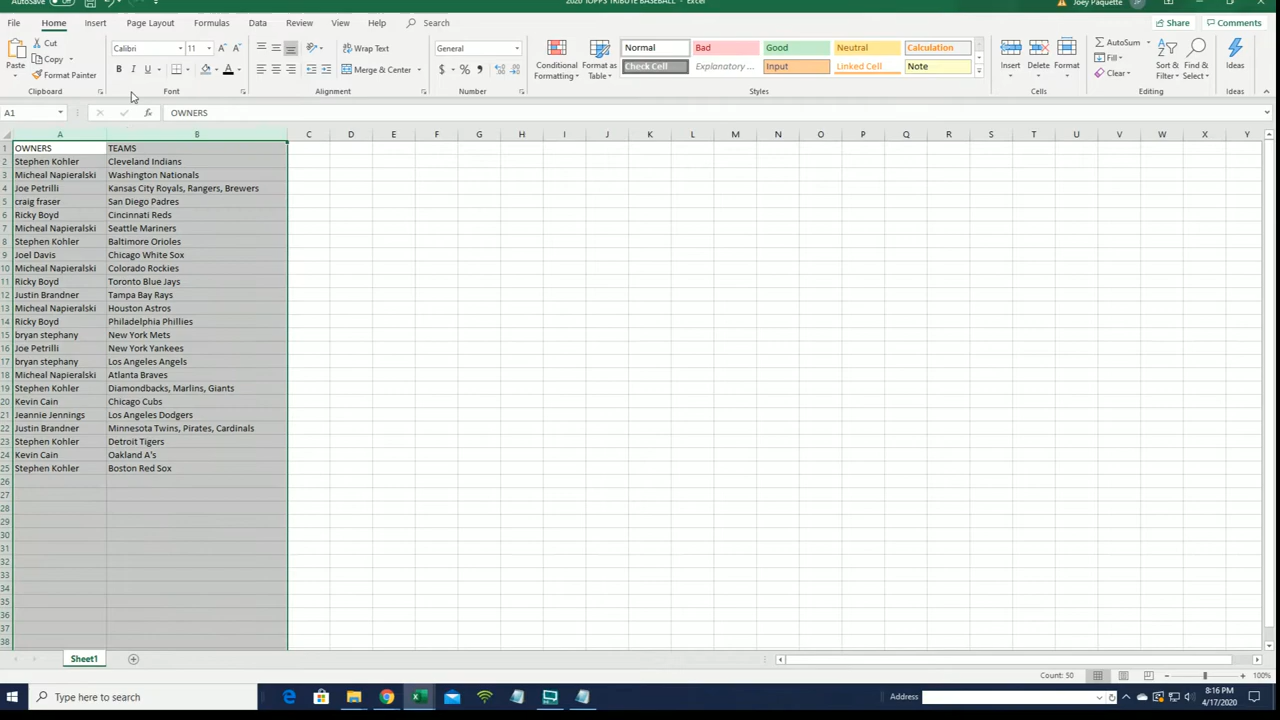 AutoSave Off 2020 TOPPS TRIBUTE BASEBALL - Excel Joey Paquette JP
File Home Insert Page Layout Formulas Data Review View Help Search Share Comments
Cut Calibri 11 Wrap Text General Normal Bad Good Neutral Calculation AutoSum
Copy Fill
Paste Format Painter B I U Merge & Center $ % Conditional Formatting Format as Table Check Cell Explanatory ... Input Linked Cell Note Insert Delete Format Clear Sort & Filter Find & Select Ideas
Clipboard Font Alignment Number Styles Cells Editing Ideas
A1 fx OWNERS
A B C D E F G H I J K L M N O P Q R S T U V W X Y
1 OWNERS TEAMS
2 Stephen Kohler Cleveland Indians
3 Micheal Napieralski Washington Nationals
4 Joe Petrilli Kansas City Royals, Rangers, Brewers
5 craig fraser San Diego Padres
6 Ricky Boyd Cincinnati Reds
7 Micheal Napieralski Seattle Mariners
8 Stephen Kohler Baltimore Orioles
9 Joel Davis Chicago White Sox
10 Micheal Napieralski Colorado Rockies
11 Ricky Boyd Toronto Blue Jays
12 Justin Brandner Tampa Bay Rays
13 Micheal Napieralski Houston Astros
14 Ricky Boyd Philadelphia Phillies
15 bryan stephany New York Mets
16 Joe Petrilli New York Yankees
17 bryan stephany Los Angeles Angels
18 Micheal Napieralski Atlanta Braves
19 Stephen Kohler Diamondbacks, Marlins, Giants
20 Kevin Cain Chicago Cubs
21 Jeannie Jennings Los Angeles Dodgers
22 Justin Brandner Minnesota Twins, Pirates, Cardinals
23 Stephen Kohler Detroit Tigers
24 Kevin Cain Oakland A's
25 Stephen Kohler Boston Red Sox
26
27
28
29
30
31
32
33
34
35
36
37
38
Sheet1
Count: 50 100%
Type here to search Address 8:16 PM
4/17/2020